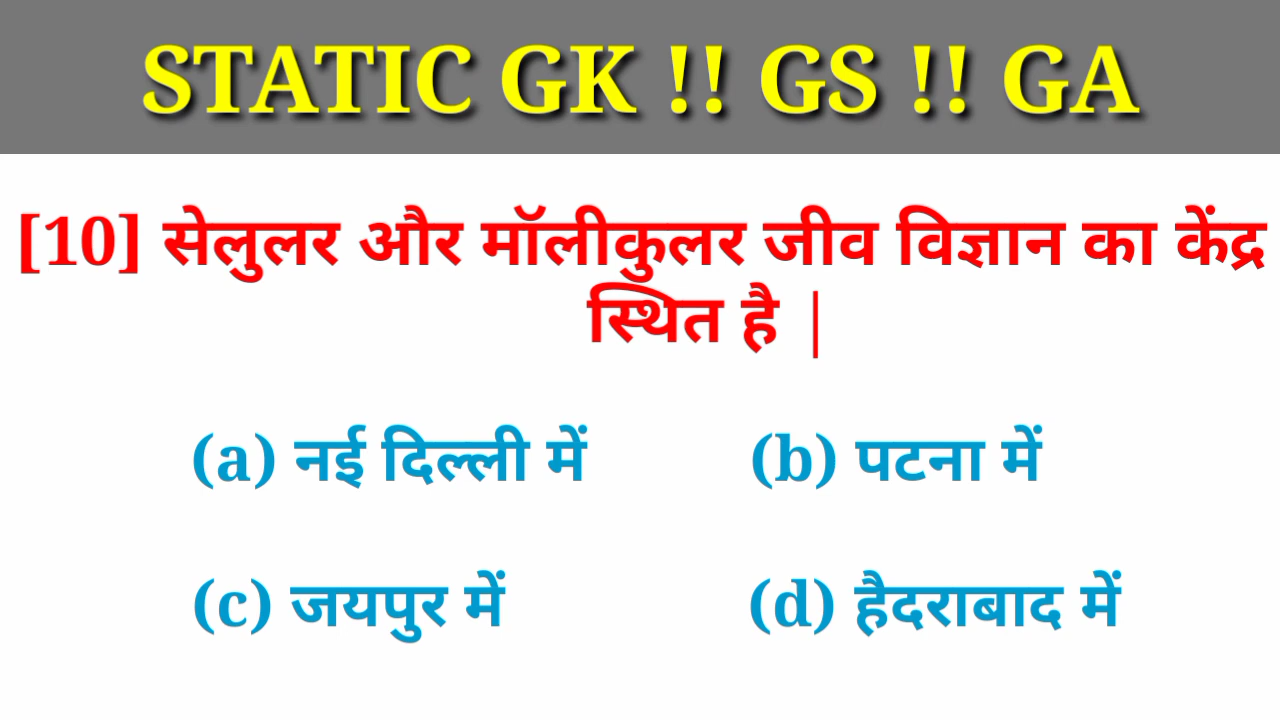 STATIC GK !! GS !! GA
[10] सेलुलर और मॉलीकुलर जीव विज्ञान का केंद्र
स्थित है |
(a) नई दिल्ली में (b) पटना में
(c) जयपुर में (d) हैदराबाद में